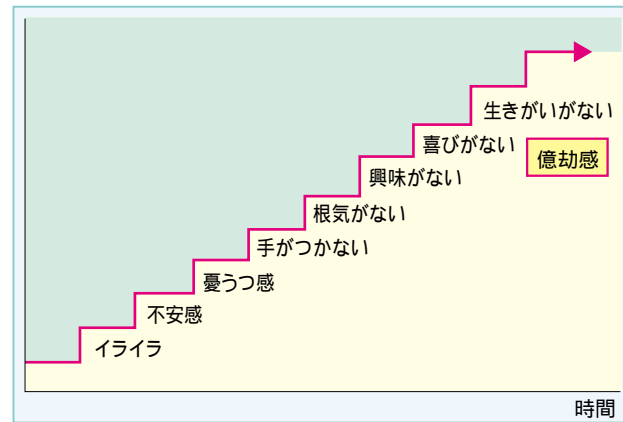 生きがいがない
喜びがない
億劫感
興味がない
根気がない
手がつかない
憂うつ感
不安感
イライラ
時間